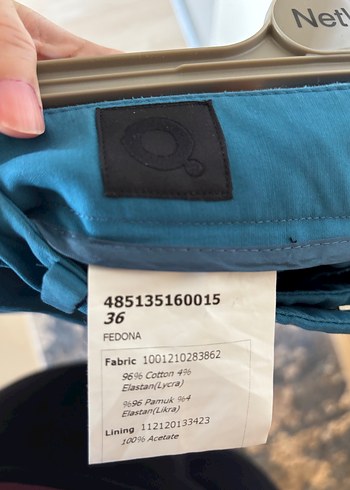 Net
485135160015
36
FEDONA
Fabric 1001210283862
96% Cotton 4%
Elastan(Lycra)
%96 Pamuk %4
Elastan(Likra)
Lining 112120133423
100% Acetate